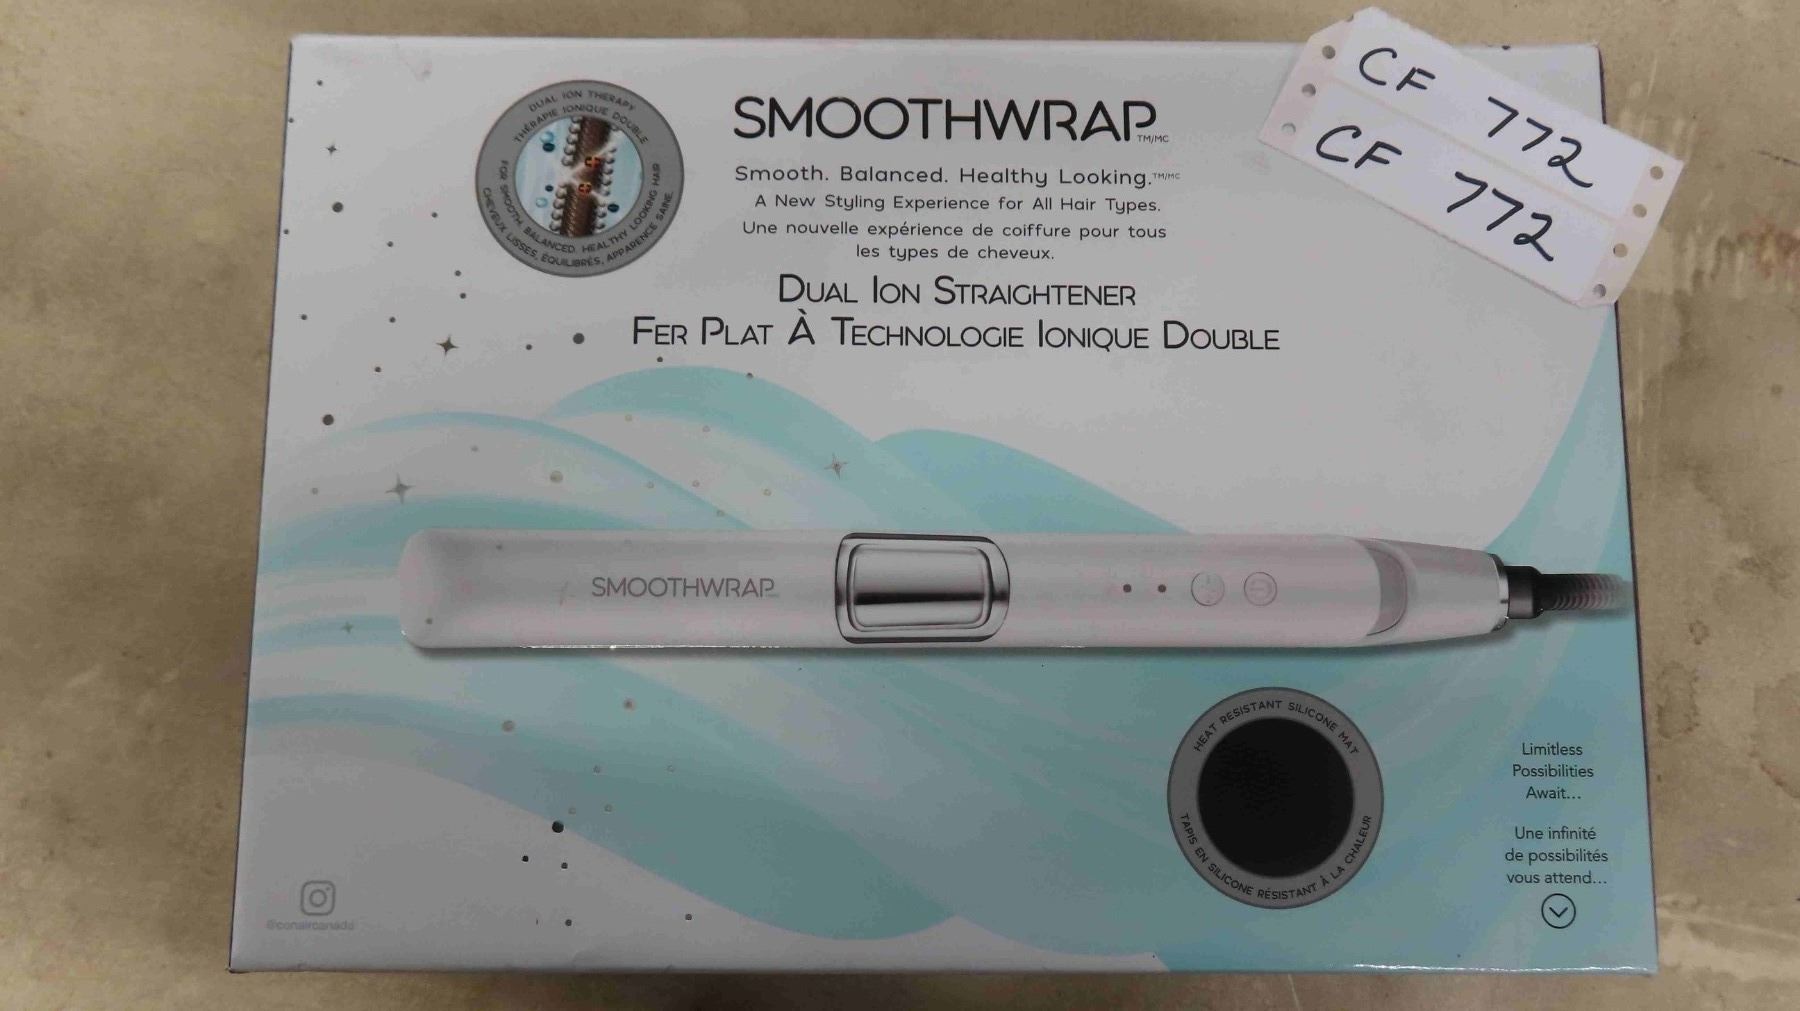 DUAL ION THERAPY
THÉRAPIE IONIQUE DOUBLE
FOR SMOOTH, BALANCED, HEALTHY LOOKING HAIR
CHEVEUX LISSES, ÉQUILIBRÉS, APPARENCE SAINE.
SMOOTHWRAP TM/MC
Smooth. Balanced. Healthy Looking.TM/MC
A New Styling Experience for All Hair Types.
Une nouvelle expérience de coiffure pour tous
les types de cheveux.
DUAL ION STRAIGHTENER
FER PLAT À TECHNOLOGIE IONIQUE DOUBLE
CF 772
CF 772
SMOOTHWRAP
HEAT RESISTANT SILICONE MAT
TAPIS EN SILICONE RÉSISTANT À LA CHALEUR
Limitless
Possibilities
Await...
Une infinité
de possibilités
vous attend...
@conaircanada